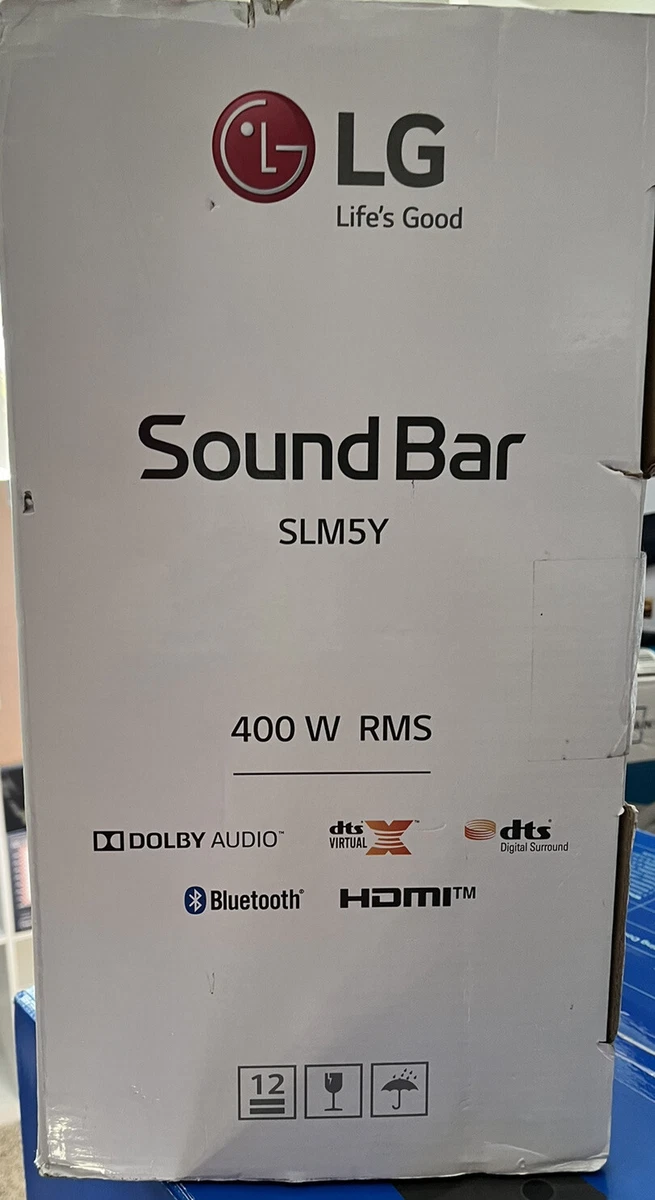 LG
Life's Good
Sound Bar
SLM5Y
400 W RMS
DOLBY AUDIO™
dts VIRTUAL X™
dts®
Digital Surround
Bluetooth®
HDMI™
12